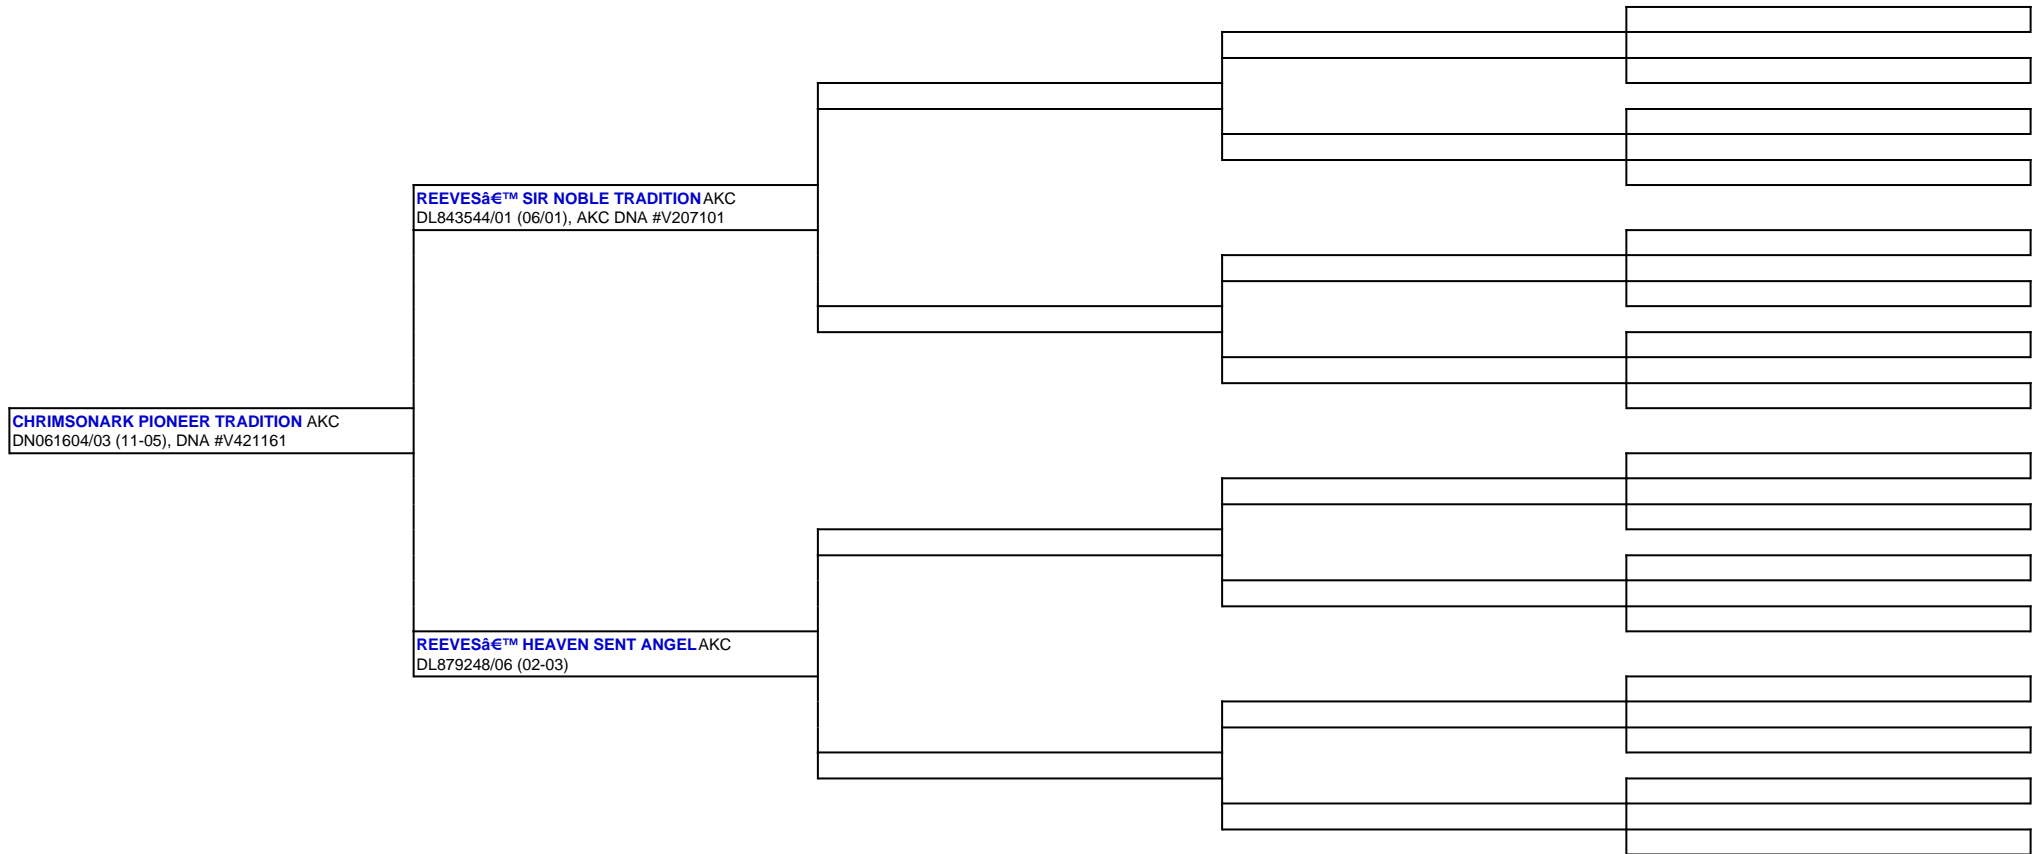 REEVESâ€™ SIR NOBLE TRADITION AKC
DL843544/01 (06/01), AKC DNA #V207101
CHRIMSONARK PIONEER TRADITION AKC
DN061604/03 (11-05), DNA #V421161
REEVESâ€™ HEAVEN SENT ANGEL AKC
DL879248/06 (02-03)